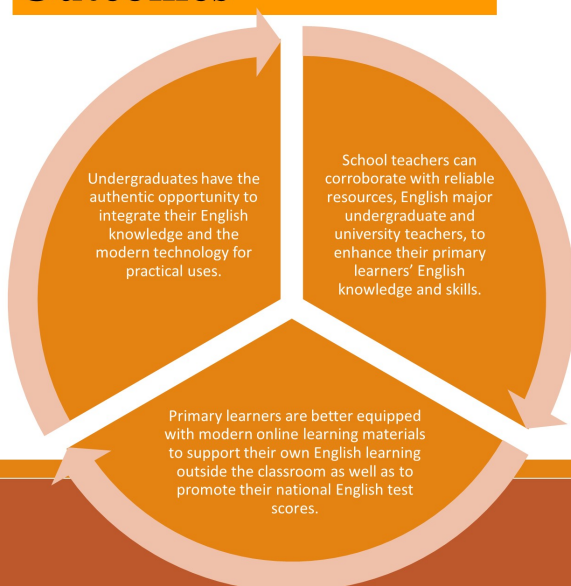 Outcomes
Undergraduates have the
authentic opportunity to
integrate their English
knowledge and the
modern technology for
practical uses.
School teachers can
corroborate with reliable
resources, English major
undergraduate and
university teachers, to
enhance their primary
learners' English
knowledge and skills.
Primary learners are better equipped
with modern online learning materials
to support their own English learning
outside the classroom as well as to
promote their national English test
scores.